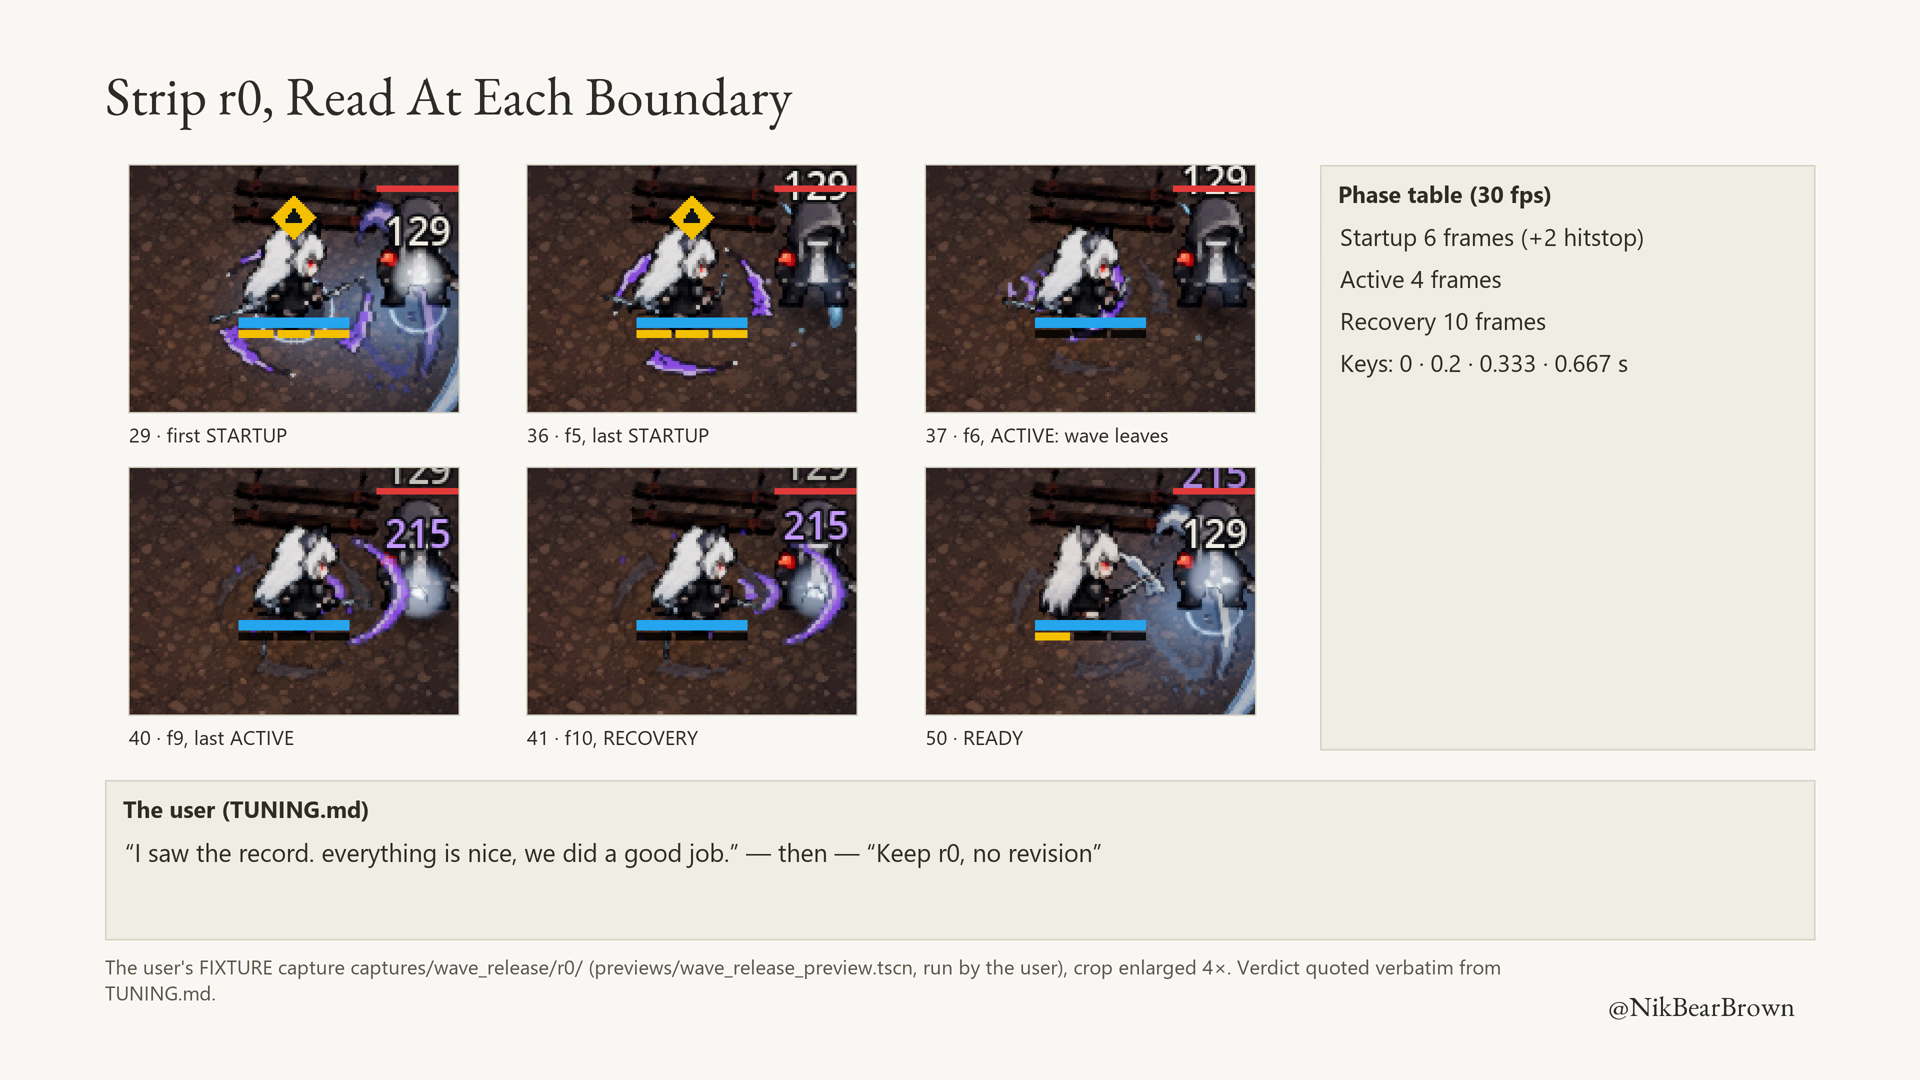 Strip r0, Read At Each Boundary
129
129
129
29 · first STARTUP
36 · f5, last STARTUP
37 · f6, ACTIVE: wave leaves
129
215
129
215
215
129
40 · f9, last ACTIVE
41 · f10, RECOVERY
50 · READY
Phase table (30 fps)
Startup 6 frames (+2 hitstop)
Active 4 frames
Recovery 10 frames
Keys: 0 · 0.2 · 0.333 · 0.667 s
The user (TUNING.md)
“I saw the record. everything is nice, we did a good job.” — then — “Keep r0, no revision”
The user's FIXTURE capture captures/wave_release/r0/ (previews/wave_release_preview.tscn, run by the user), crop enlarged 4×. Verdict quoted verbatim from
TUNING.md.
@NikBearBrown